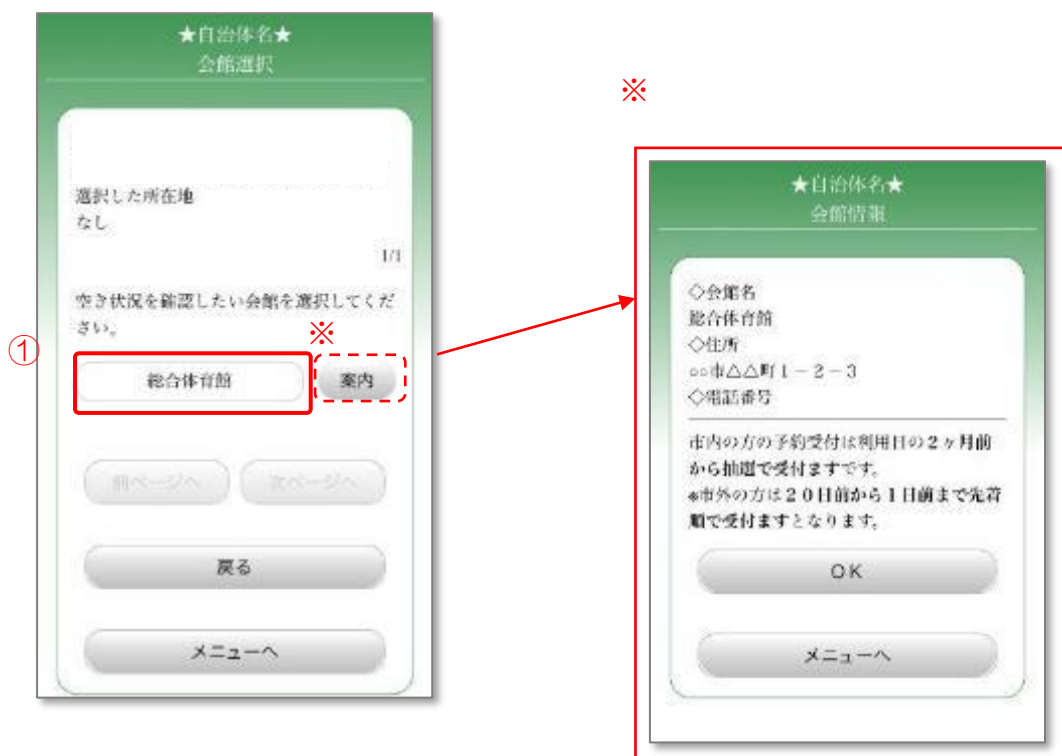 ★自治体名★
会館選択
選択した所在地
なし
1/1
空き状況を確認したい会館を選択してくだ
さい。
※
①
総合体育館
案内
前ページへ
次ページへ
戻る
メニューへ
※
★自治体名★
会館情報
◇会館名
総合体育館
◇住所
○○市△△町1－2－3
◇電話番号
市内の方の予約受付は利用日の2ヶ月前
から抽選で受付ますです。
※市外の方は20日前から1日前まで先着
順で受付ますとなります。
OK
メニューへ